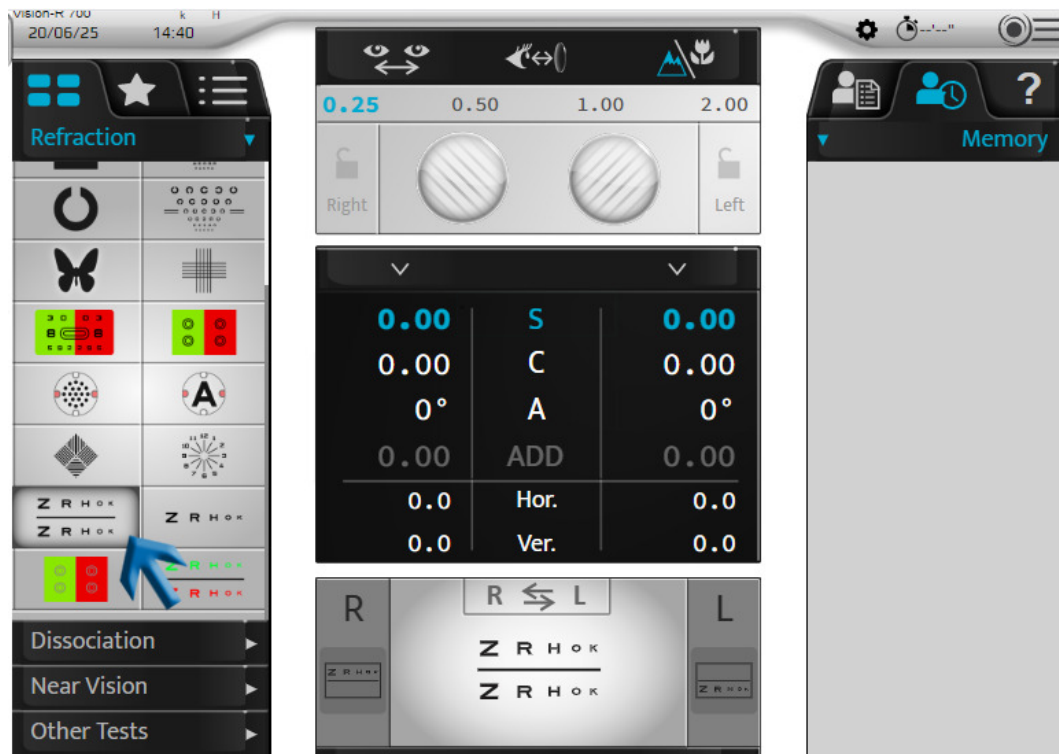 Vision-R 700
20/06/25 14:40
k H
--'--"
Refraction
Z R H O K
Z R H O K
Z R H O K
Z R H O K
Z R H O K
A
Dissociation
Near Vision
Other Tests
0.25 0.50 1.00 2.00
Right Left
0.00 S 0.00
0.00 C 0.00
0° A 0°
0.00 ADD 0.00
0.0 Hor. 0.0
0.0 Ver. 0.0
R R L L
Z R H O K
Z R H O K
?
Memory